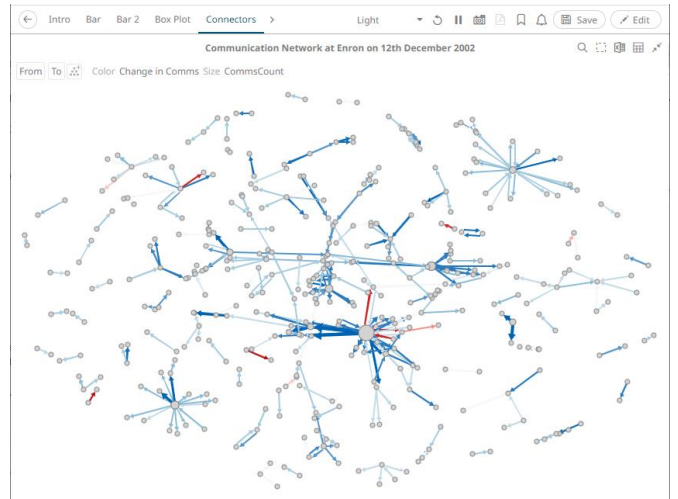 Intro Bar Bar 2 Box Plot Connectors Light Save Edit
Communication Network at Enron on 12th December 2002
From To Color Change in Comms Size CommsCount